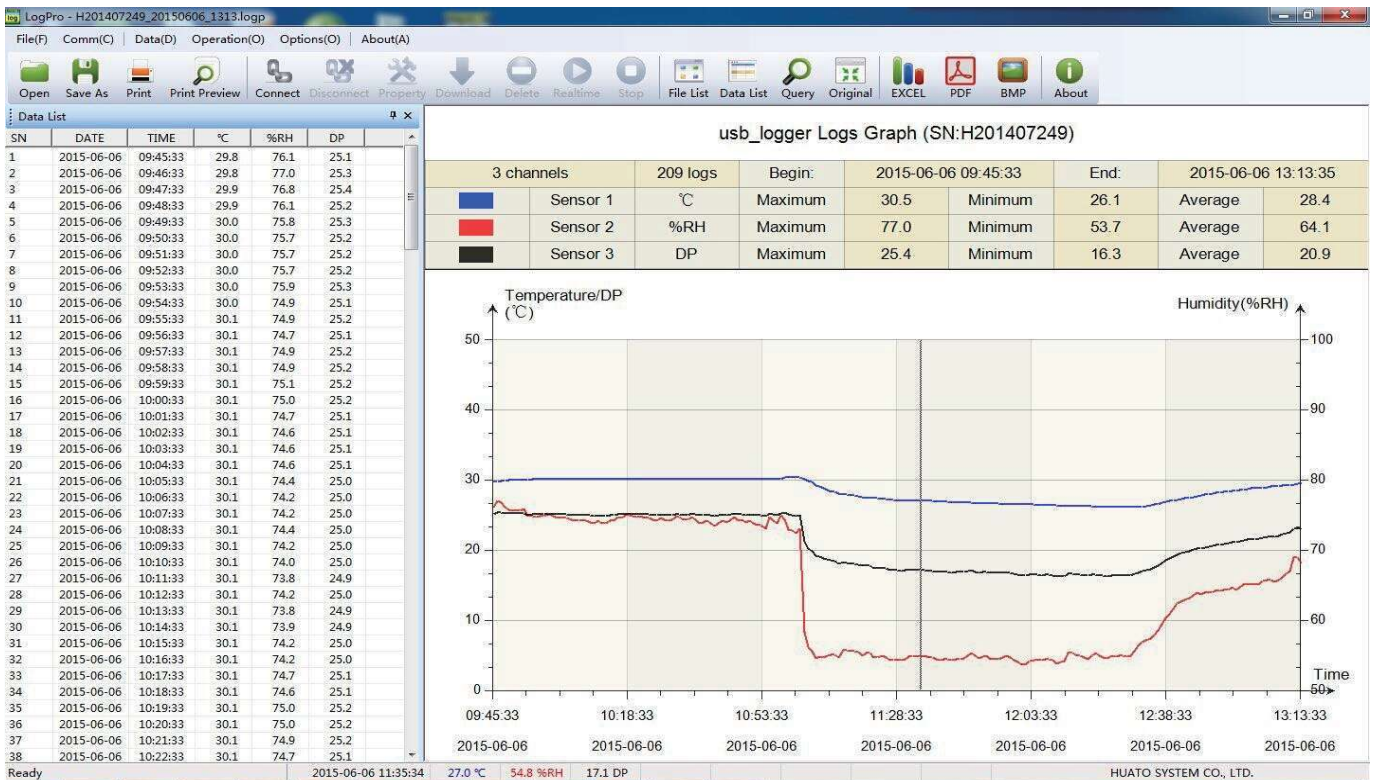 LogPro - H201407249_20150606_1313.logp
File(F) Comm(C) Data(D) Operation(O) Options(O) About(A)
Open Save As Print Print Preview Connect Disconnect Property Download Delete Realtime Stop File List Data List Query Original EXCEL PDF BMP About
Data List
SN DATE TIME °C %RH DP
1 2015-06-06 09:45:33 29.8 76.1 25.1
2 2015-06-06 09:46:33 29.8 77.0 25.3
3 2015-06-06 09:47:33 29.9 76.8 25.4
4 2015-06-06 09:48:33 29.9 76.1 25.2
5 2015-06-06 09:49:33 30.0 75.8 25.3
6 2015-06-06 09:50:33 30.0 75.7 25.2
7 2015-06-06 09:51:33 30.0 75.7 25.2
8 2015-06-06 09:52:33 30.0 75.7 25.2
9 2015-06-06 09:53:33 30.0 75.9 25.3
10 2015-06-06 09:54:33 30.0 74.9 25.1
11 2015-06-06 09:55:33 30.1 74.9 25.2
12 2015-06-06 09:56:33 30.1 74.7 25.1
13 2015-06-06 09:57:33 30.1 74.9 25.2
14 2015-06-06 09:58:33 30.1 74.9 25.2
15 2015-06-06 09:59:33 30.1 75.1 25.2
16 2015-06-06 10:00:33 30.1 75.0 25.2
17 2015-06-06 10:01:33 30.1 74.7 25.1
18 2015-06-06 10:02:33 30.1 74.6 25.1
19 2015-06-06 10:03:33 30.1 74.6 25.1
20 2015-06-06 10:04:33 30.1 74.6 25.1
21 2015-06-06 10:05:33 30.1 74.4 25.0
22 2015-06-06 10:06:33 30.1 74.2 25.0
23 2015-06-06 10:07:33 30.1 74.2 25.0
24 2015-06-06 10:08:33 30.1 74.4 25.0
25 2015-06-06 10:09:33 30.1 74.2 25.0
26 2015-06-06 10:10:33 30.1 74.0 25.0
27 2015-06-06 10:11:33 30.1 73.8 24.9
28 2015-06-06 10:12:33 30.1 74.2 25.0
29 2015-06-06 10:13:33 30.1 73.8 24.9
30 2015-06-06 10:14:33 30.1 73.9 24.9
31 2015-06-06 10:15:33 30.1 74.2 25.0
32 2015-06-06 10:16:33 30.1 74.2 25.0
33 2015-06-06 10:17:33 30.1 74.7 25.1
34 2015-06-06 10:18:33 30.1 74.6 25.1
35 2015-06-06 10:19:33 30.1 75.0 25.2
36 2015-06-06 10:20:33 30.1 75.0 25.2
37 2015-06-06 10:21:33 30.1 74.9 25.2
38 2015-06-06 10:22:33 30.1 74.7 25.1
usb_logger Logs Graph (SN:H201407249)
3 channels 209 logs Begin: 2015-06-06 09:45:33 End: 2015-06-06 13:13:35
Sensor 1 °C Maximum 30.5 Minimum 26.1 Average 28.4
Sensor 2 %RH Maximum 77.0 Minimum 53.7 Average 64.1
Sensor 3 DP Maximum 25.4 Minimum 16.3 Average 20.9
Temperature/DP
(°C)
Humidity(%RH)
50 100
40 90
30 80
20 70
10 60
Time
0 50
09:45:33 10:18:33 10:53:33 11:28:33 12:03:33 12:38:33 13:13:33
2015-06-06 2015-06-06 2015-06-06 2015-06-06 2015-06-06 2015-06-06 2015-06-06
Ready 2015-06-06 11:35:34 27.0 °C 54.8 %RH 17.1 DP HUATO SYSTEM CO., LTD.